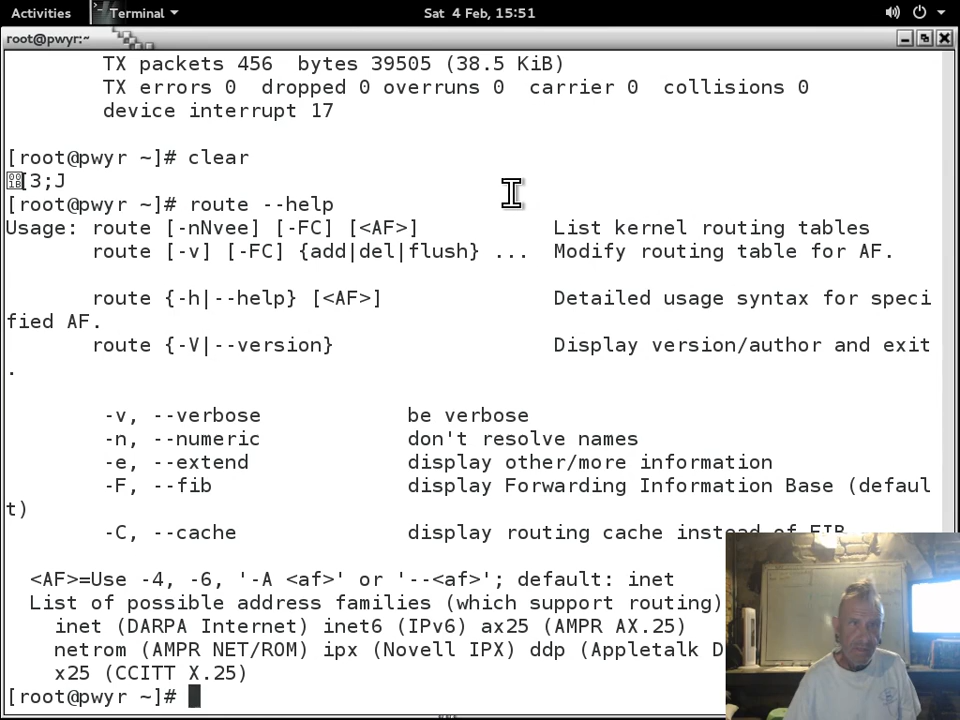 Activities Terminal Sat 4 Feb, 15:51
root@pwyr:~
TX packets 456 bytes 39505 (38.5 KiB)
TX errors 0 dropped 0 overruns 0 carrier 0 collisions 0
device interrupt 17
[root@pwyr ~]# clear
[3;J
[root@pwyr ~]# route --help
Usage: route [-nNvee] [-FC] [<AF>] List kernel routing tables
route [-v] [-FC] {add|del|flush} ... Modify routing table for AF.
route {-h|--help} [<AF>] Detailed usage syntax for speci
fied AF.
route {-V|--version} Display version/author and exit
.
-v, --verbose be verbose
-n, --numeric don't resolve names
-e, --extend display other/more information
-F, --fib display Forwarding Information Base (defaul
t)
-C, --cache display routing cache instead of FIB
<AF>=Use -4, -6, '-A <af>' or '--<af>'; default: inet
List of possible address families (which support routing)
inet (DARPA Internet) inet6 (IPv6) ax25 (AMPR AX.25)
netrom (AMPR NET/ROM) ipx (Novell IPX) ddp (Appletalk D
x25 (CCITT X.25)
[root@pwyr ~]#